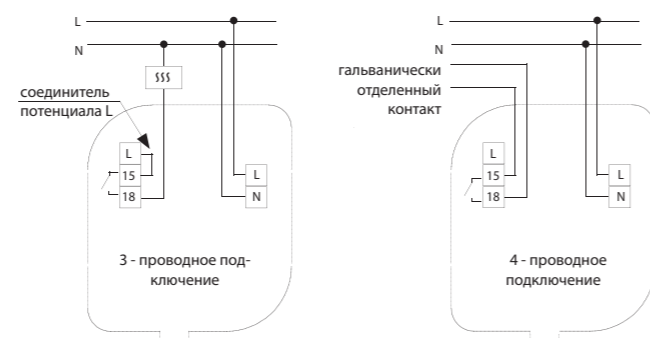 L
N
§§§
соединитель
потенциала L
L
15
18
L
N
3 - проводное под-
ключение
L
N
гальванически
отделенный
контакт
L
15
18
L
N
4 - проводное
подключение